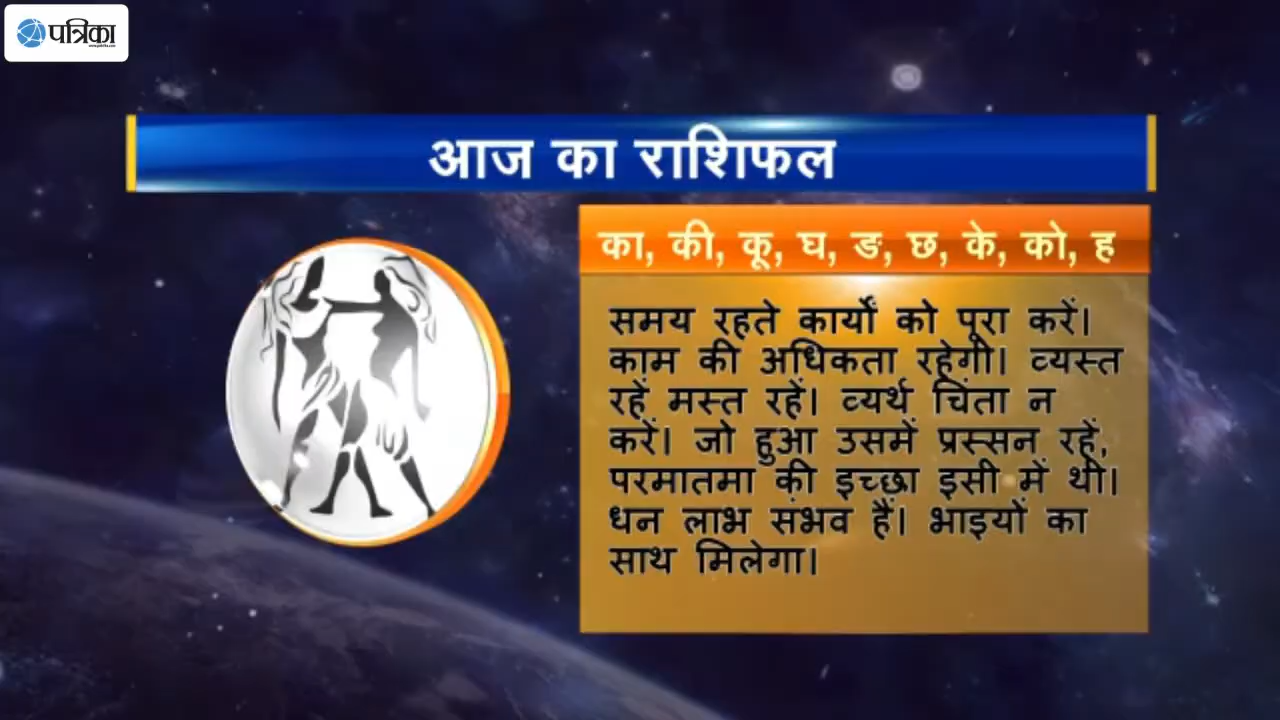 पत्रिका
आज का राशिफल
का, की, कू, घ, ङ, छ, के, को, ह
समय रहते कार्यों को पूरा करें।
काम की अधिकता रहेगी। व्यस्त
रहें मस्त रहें। व्यर्थ चिंता न
करें। जो हुआ उसमें प्रस्सन रहें,
परमातमा की इच्छा इसी में थी।
धन लाभ संभव हैं। भाइयों का
साथ मिलेगा।